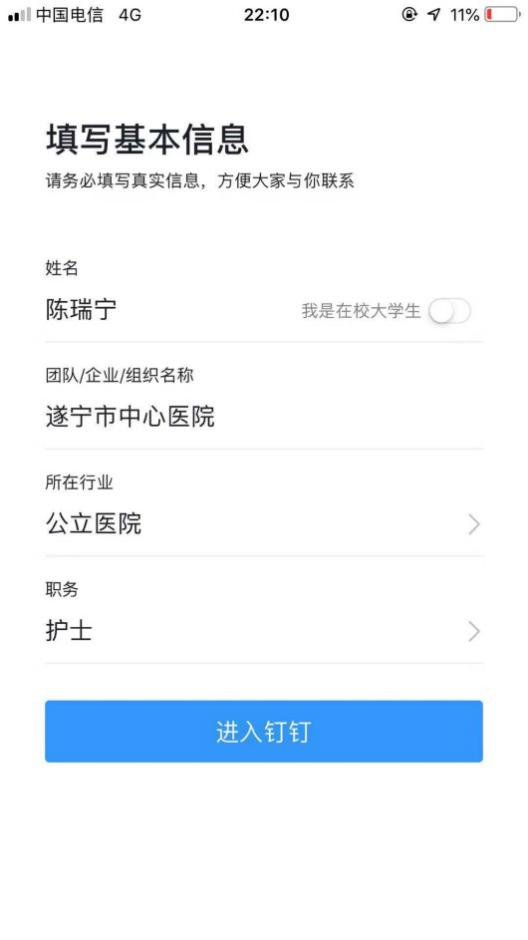 中国电信 4G 22:10 11%
填写基本信息
请务必填写真实信息，方便大家与你联系
姓名
陈瑞宁 我是在校大学生
团队/企业/组织名称
遂宁市中心医院
所在行业
公立医院
职务
护士
进入钉钉